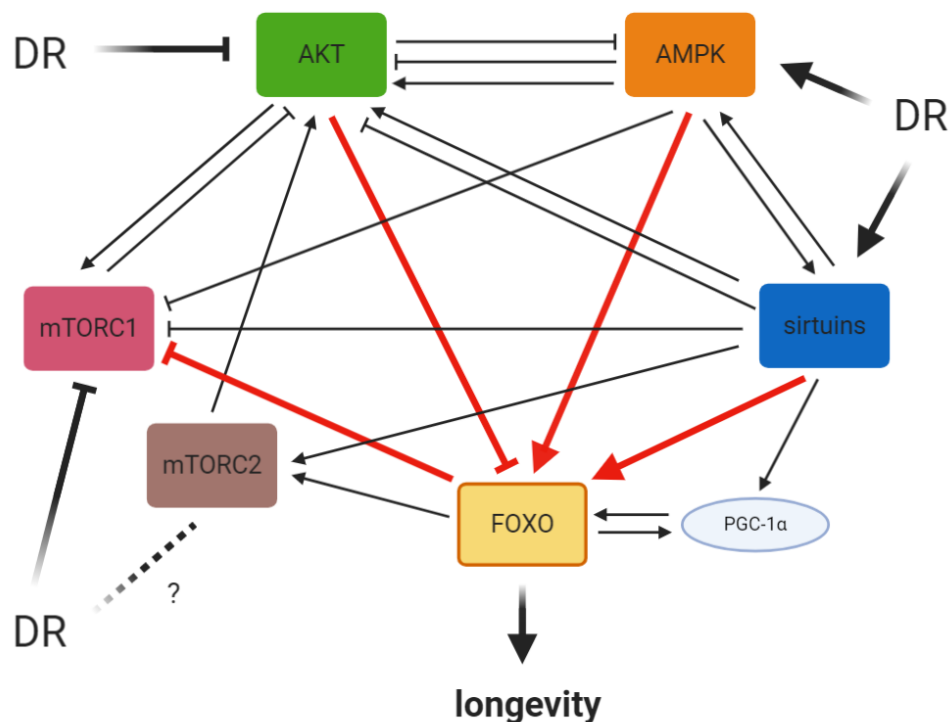 DR
AKT
AMPK
DR
mTORC1
sirtuins
mTORC2
FOXO
PGC-1α
?
DR
longevity